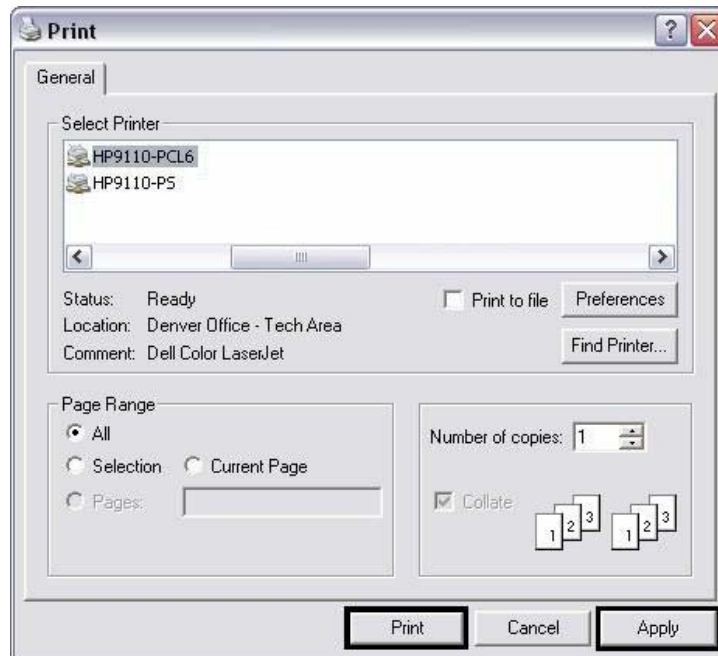 Print
General
Select Printer
HP9110-PCL6
HP9110-PS
Status: Ready
Location: Denver Office - Tech Area
Comment: Dell Color LaserJet
Print to file
Preferences
Find Printer...
Page Range
All
Selection
Current Page
Pages:
Number of copies: 1
Collate
1 2 3 1 2 3
Print Cancel Apply